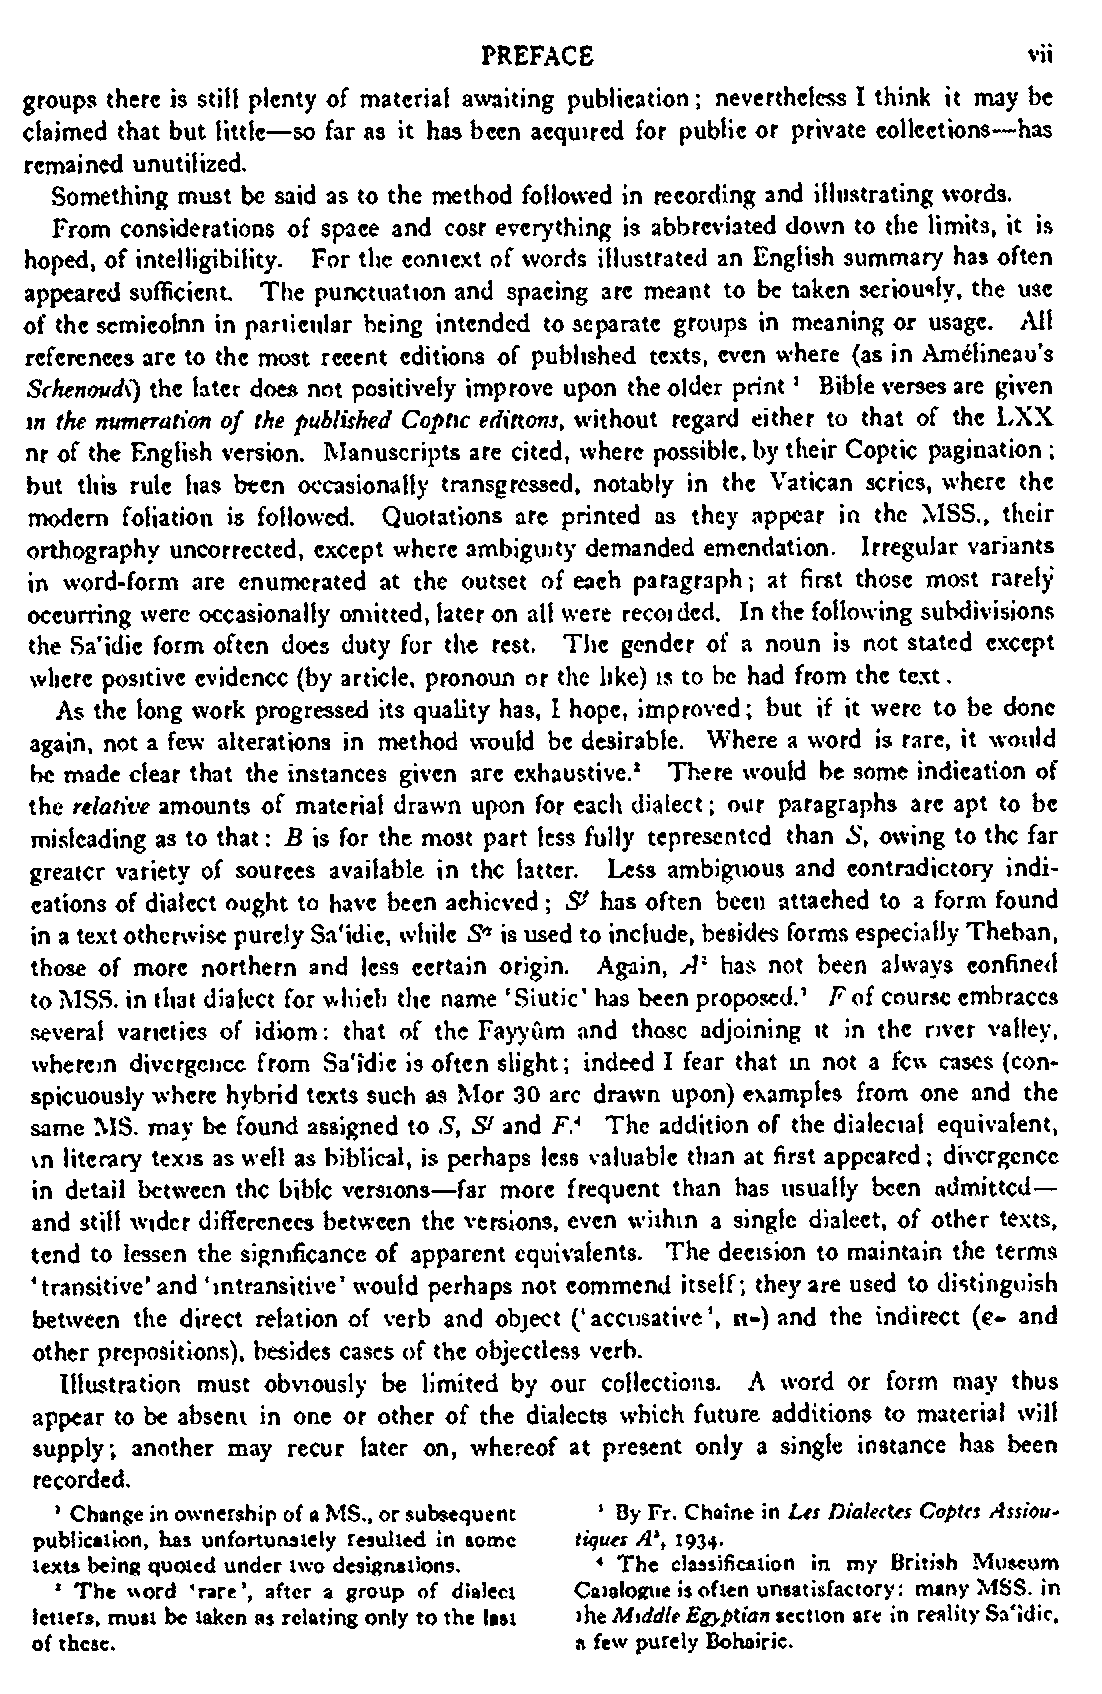 PREFACE vii
groups there is still plenty of material awaiting publication; nevertheless I think it may be
claimed that but little—so far as it has been acquired for public or private collections—has
remained unutilized.
Something must be said as to the method followed in recording and illustrating words.
From considerations of space and cost everything is abbreviated down to the limits, it is
hoped, of intelligibility. For the context of words illustrated an English summary has often
appeared sufficient. The punctuation and spacing are meant to be taken seriously, the use
of the semicolon in particular being intended to separate groups in meaning or usage. All
references are to the most recent editions of published texts, even where (as in Amélineau's
Schenoudi) the later does not positively improve upon the older print ¹ Bible verses are given
in the numeration of the published Coptic editions, without regard either to that of the LXX
or of the English version. Manuscripts are cited, where possible, by their Coptic pagination;
but this rule has been occasionally transgressed, notably in the Vatican series, where the
modern foliation is followed. Quotations are printed as they appear in the MSS., their
orthography uncorrected, except where ambiguity demanded emendation. Irregular variants
in word-form are enumerated at the outset of each paragraph; at first those most rarely
occurring were occasionally omitted, later on all were recorded. In the following subdivisions
the Sa'idic form often does duty for the rest. The gender of a noun is not stated except
where positive evidence (by article, pronoun or the like) is to be had from the text.
As the long work progressed its quality has, I hope, improved; but if it were to be done
again, not a few alterations in method would be desirable. Where a word is rare, it would
be made clear that the instances given are exhaustive.² There would be some indication of
the relative amounts of material drawn upon for each dialect; our paragraphs are apt to be
misleading as to that: B is for the most part less fully represented than S, owing to the far
greater variety of sources available in the latter. Less ambiguous and contradictory indi-
cations of dialect ought to have been achieved; Sᶠ has often been attached to a form found
in a text otherwise purely Sa'idic, while Sᵃ is used to include, besides forms especially Theban,
those of more northern and less certain origin. Again, A² has not been always confined
to MSS. in that dialect for which the name 'Siutic' has been proposed.³ F of course embraces
several varieties of idiom: that of the Fayyûm and those adjoining it in the river valley,
wherein divergence from Sa'idic is often slight; indeed I fear that in not a few cases (con-
spicuously where hybrid texts such as Mor 30 are drawn upon) examples from one and the
same MS. may be found assigned to S, Sᶠ and F.⁴ The addition of the dialectal equivalent,
in literary texts as well as biblical, is perhaps less valuable than at first appeared; divergence
in detail between the bible versions—far more frequent than has usually been admitted—
and still wider differences between the versions, even within a single dialect, of other texts,
tend to lessen the significance of apparent equivalents. The decision to maintain the terms
'transitive' and 'intransitive' would perhaps not commend itself; they are used to distinguish
between the direct relation of verb and object ('accusative', ⲛ-) and the indirect (ⲉ- and
other prepositions), besides cases of the objectless verb.
Illustration must obviously be limited by our collections. A word or form may thus
appear to be absent in one or other of the dialects which future additions to material will
supply; another may recur later on, whereof at present only a single instance has been
recorded.
¹ Change in ownership of a MS., or subsequent
publication, has unfortunately resulted in some
texts being quoted under two designations.
² The word 'rare', after a group of dialect
letters, must be taken as relating only to the last
of these.
³ By Fr. Chaîne in Les Dialectes Coptes Assiou-
tiques A², 1934.
⁴ The classification in my British Museum
Catalogue is often unsatisfactory: many MSS. in
the Middle Egyptian section are in reality Sa'idic,
a few purely Bohairic.